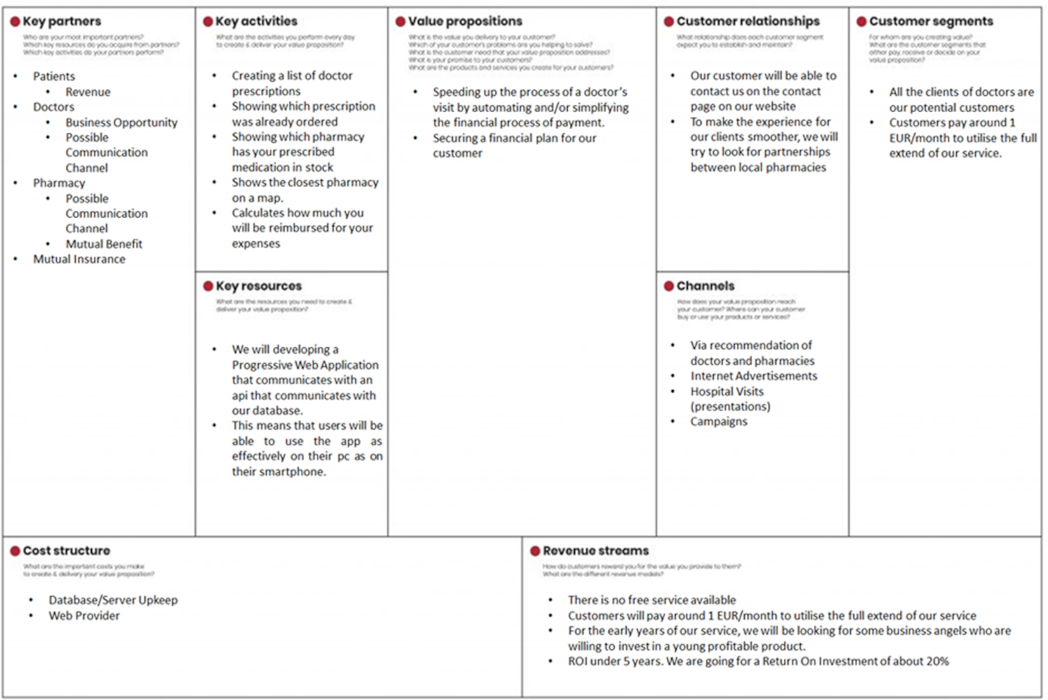 Key partners
Who are your most important partners?
Which key resources do you acquire from partners?
Which key activities do your partners perform?
• Patients
• Revenue
• Doctors
• Business Opportunity
• Possible
Communication
Channel
• Pharmacy
• Possible
Communication
Channel
• Mutual Benefit
• Mutual Insurance
Key activities
What are the activities you perform every day
to create & deliver your value proposition?
• Creating a list of doctor
prescriptions
• Showing which prescription
was already ordered
• Showing which pharmacy
has your prescribed
medication in stock
• Shows the closest pharmacy
on a map.
• Calculates how much you
will be reimbursed for your
expenses
Key resources
What are the resources you need to create &
deliver your value proposition?
• We will developing a
Progressive Web Application
that communicates with an
api that communicates with
our database.
• This means that users will be
able to use the app as
effectively on their pc as on
their smartphone.
Value propositions
What is the value you deliver to your customer?
Which of your customer's problems are you helping to solve?
What is the customer need that your value proposition addresses?
What is your promise to your customers?
What are the products and services you create for your customers?
• Speeding up the process of a doctor's
visit by automating and/or simplifying
the financial process of payment.
• Securing a financial plan for our
customer
Customer relationships
What relationship does each customer segment
expect you to establish and maintain?
• Our customer will be able to
contact us on the contact
page on our website
• To make the experience for
our clients smoother, we will
try to look for partnerships
between local pharmacies
Channels
How does your value proposition reach
your customer? Where can your customer
buy or use your products or services?
• Via recommendation of
doctors and pharmacies
• Internet Advertisements
• Hospital Visits
(presentations)
• Campaigns
Customer segments
For whom are you creating value?
What are the customer segments that
either pay, receive or decide on your
value proposition?
• All the clients of doctors are
our potential customers
• Customers pay around 1
EUR/month to utilise the full
extend of our service.
Cost structure
What are the important costs you make
to create & delivery your value proposition?
• Database/Server Upkeep
• Web Provider
Revenue streams
How do customers reward you for the value you provide to them?
What are the different revenue models?
• There is no free service available
• Customers will pay around 1 EUR/month to utilise the full extend of our service
• For the early years of our service, we will be looking for some business angels who are
willing to invest in a young profitable product.
• ROI under 5 years. We are going for a Return On Investment of about 20%